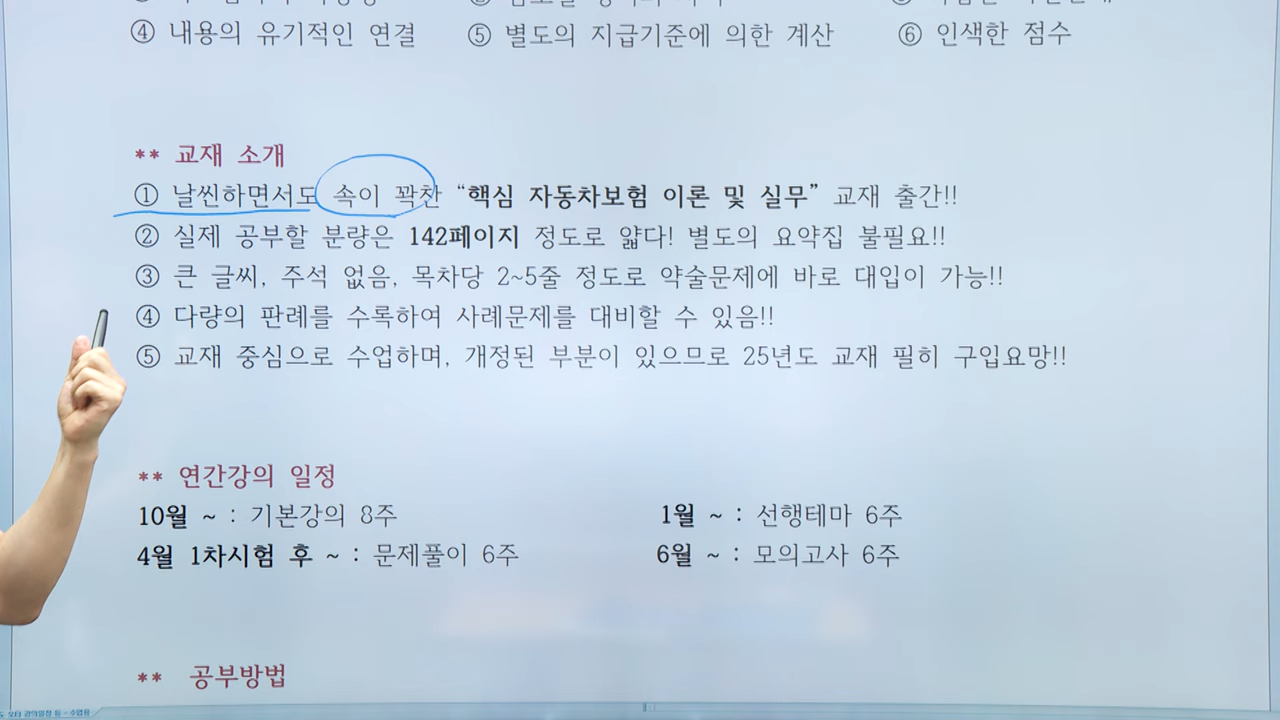 ④ 내용의 유기적인 연결 ⑤ 별도의 지급기준에 의한 계산 ⑥ 인색한 점수
** 교재 소개
① 날씬하면서도 속이 꽉찬 “핵심 자동차보험 이론 및 실무” 교재 출간!!
② 실제 공부할 분량은 142페이지 정도로 얇다! 별도의 요약집 불필요!!
③ 큰 글씨, 주석 없음, 목차당 2~5줄 정도로 약술문제에 바로 대입이 가능!!
④ 다량의 판례를 수록하여 사례문제를 대비할 수 있음!!
⑤ 교재 중심으로 수업하며, 개정된 부분이 있으므로 25년도 교재 필히 구입요망!!
** 연간강의 일정
10월 ~ : 기본강의 8주 1월 ~ : 선행테마 6주
4월 1차시험 후 ~ : 문제풀이 6주 6월 ~ : 모의고사 6주
** 공부방법